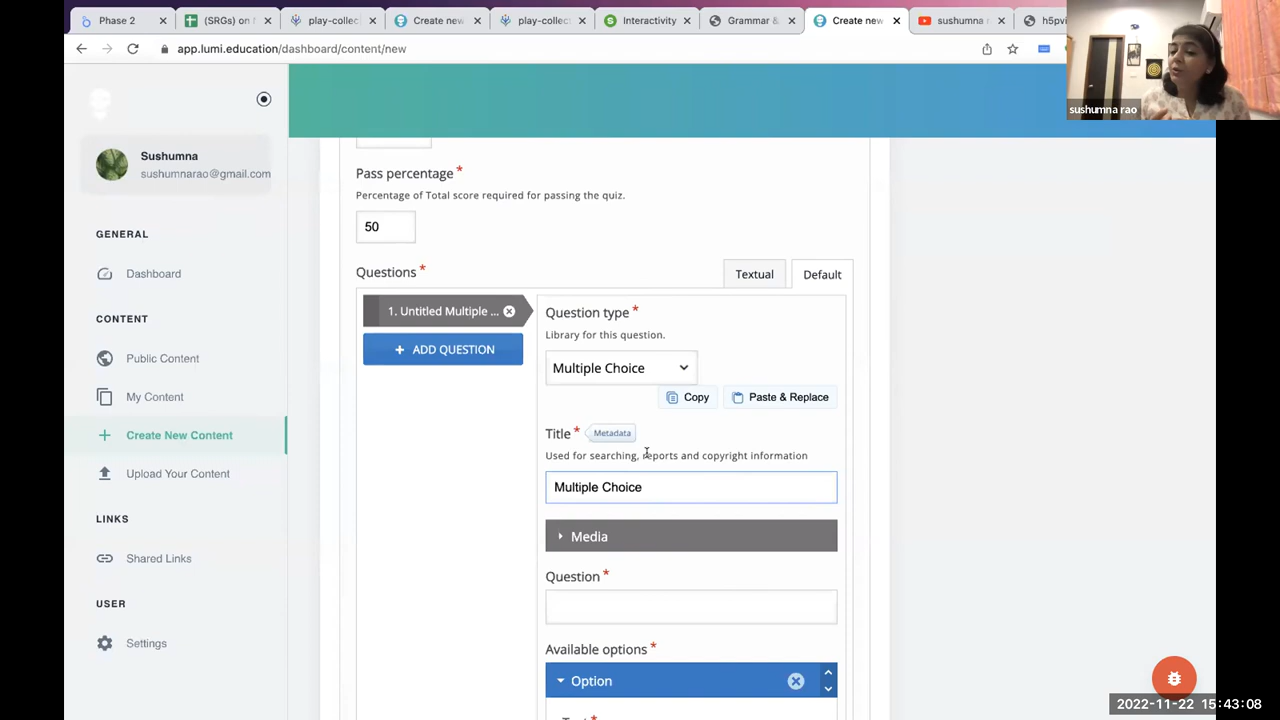 Phase 2
(SRGs) on
play-collec
Create new
play-collec
Interactivity
Grammar &
Create new
sushumna
h5pvi
app.lumi.education/dashboard/content/new
sushumna rao
Sushumna
sushumnarao@gmail.com
GENERAL
Dashboard
CONTENT
Public Content
My Content
Create New Content
Upload Your Content
LINKS
Shared Links
USER
Settings
Pass percentage *
Percentage of Total score required for passing the quiz.
50
Questions *
Textual
Default
1. Untitled Multiple ...
+ ADD QUESTION
Question type *
Library for this question.
Multiple Choice
Copy
Paste & Replace
Title * Metadata
Used for searching, reports and copyright information
Multiple Choice
Media
Question *
Available options *
Option
2022-11-22 15:43:08